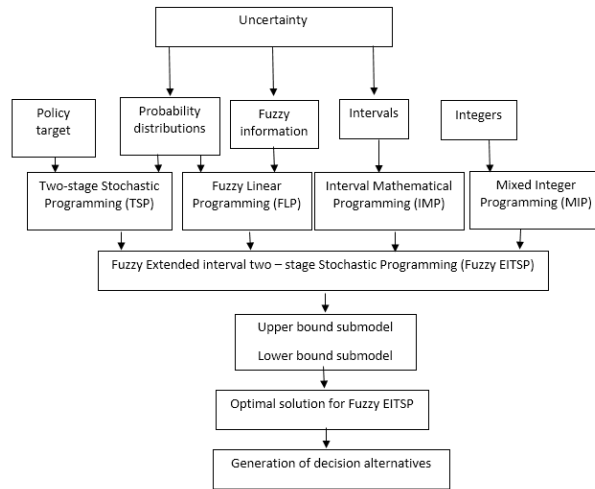 Uncertainty
Policy
target
Probability
distributions
Fuzzy
information
Intervals
Integers
Two-stage Stochastic
Programming (TSP)
Fuzzy Linear
Programming (FLP)
Interval Mathematical
Programming (IMP)
Mixed Integer
Programming (MIP)
Fuzzy Extended interval two – stage Stochastic Programming (Fuzzy EITSP)
Upper bound submodel
Lower bound submodel
Optimal solution for Fuzzy EITSP
Generation of decision alternatives